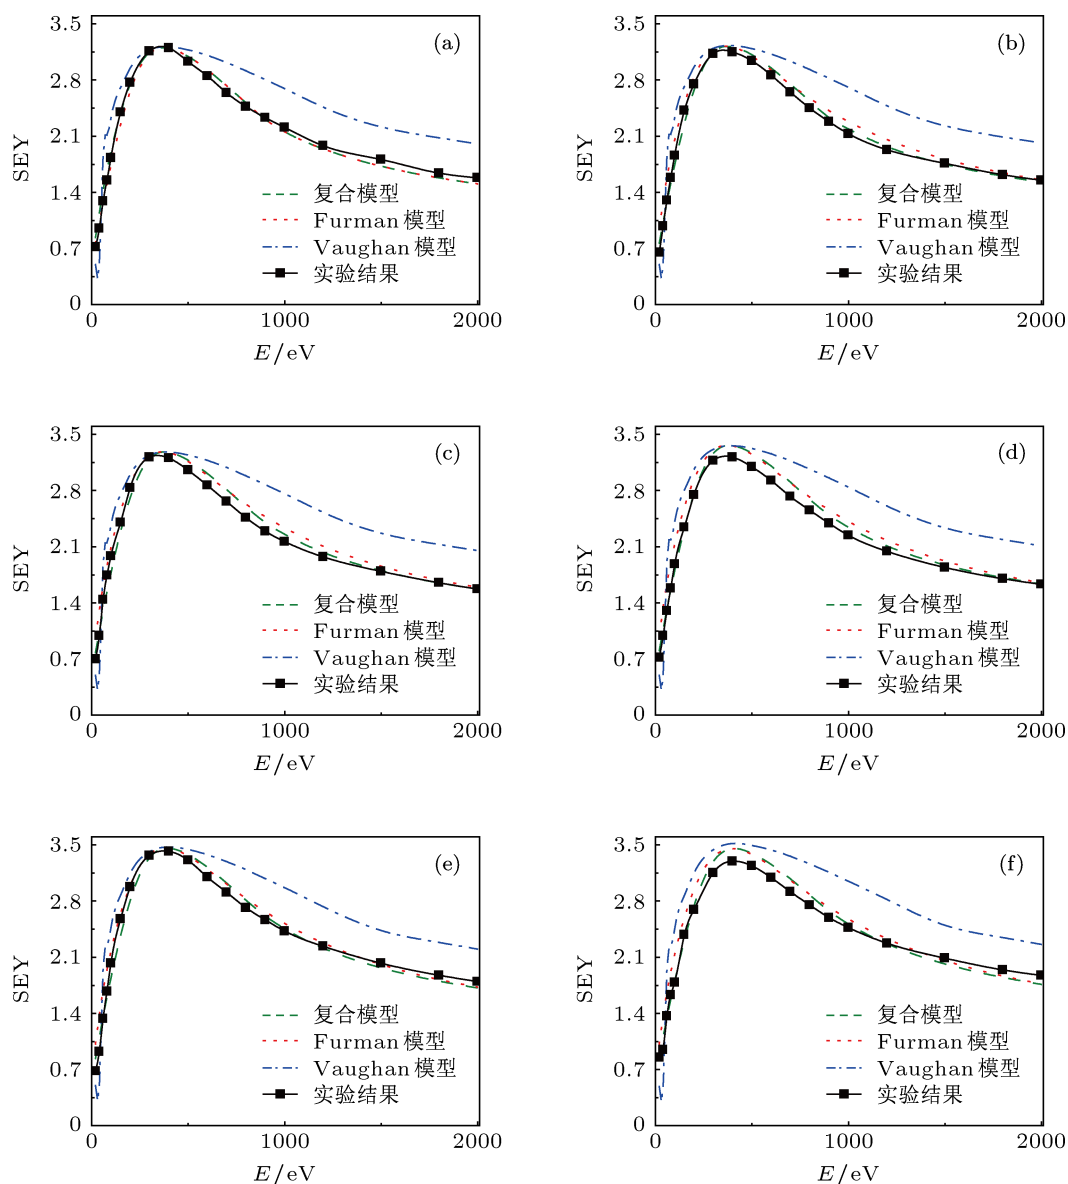 3.5
(a)
2.8
2.1
SEY
1.4
复合模型
Furman 模型
0.7
Vaughan 模型
实验结果
0
0
1000
2000
E/eV
3.5
(b)
2.8
2.1
SEY
1.4
复合模型
Furman 模型
0.7
Vaughan 模型
实验结果
0
0
1000
2000
E/eV
3.5
(c)
2.8
2.1
SEY
1.4
复合模型
Furman 模型
0.7
Vaughan 模型
实验结果
0
0
1000
2000
E/eV
3.5
(d)
2.8
2.1
SEY
1.4
复合模型
Furman 模型
0.7
Vaughan 模型
实验结果
0
0
1000
2000
E/eV
3.5
(e)
2.8
2.1
SEY
1.4
复合模型
Furman 模型
0.7
Vaughan 模型
实验结果
0
0
1000
2000
E/eV
3.5
(f)
2.8
2.1
SEY
1.4
复合模型
Furman 模型
0.7
Vaughan 模型
实验结果
0
0
1000
2000
E/eV